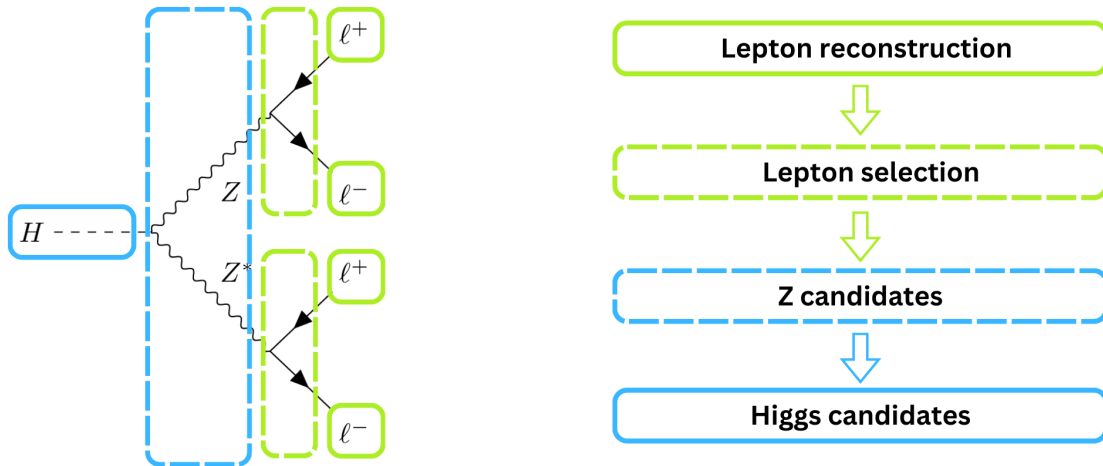 ℓ⁺
ℓ⁻
Z
H
Z*
ℓ⁺
ℓ⁻
Lepton reconstruction
Lepton selection
Z candidates
Higgs candidates